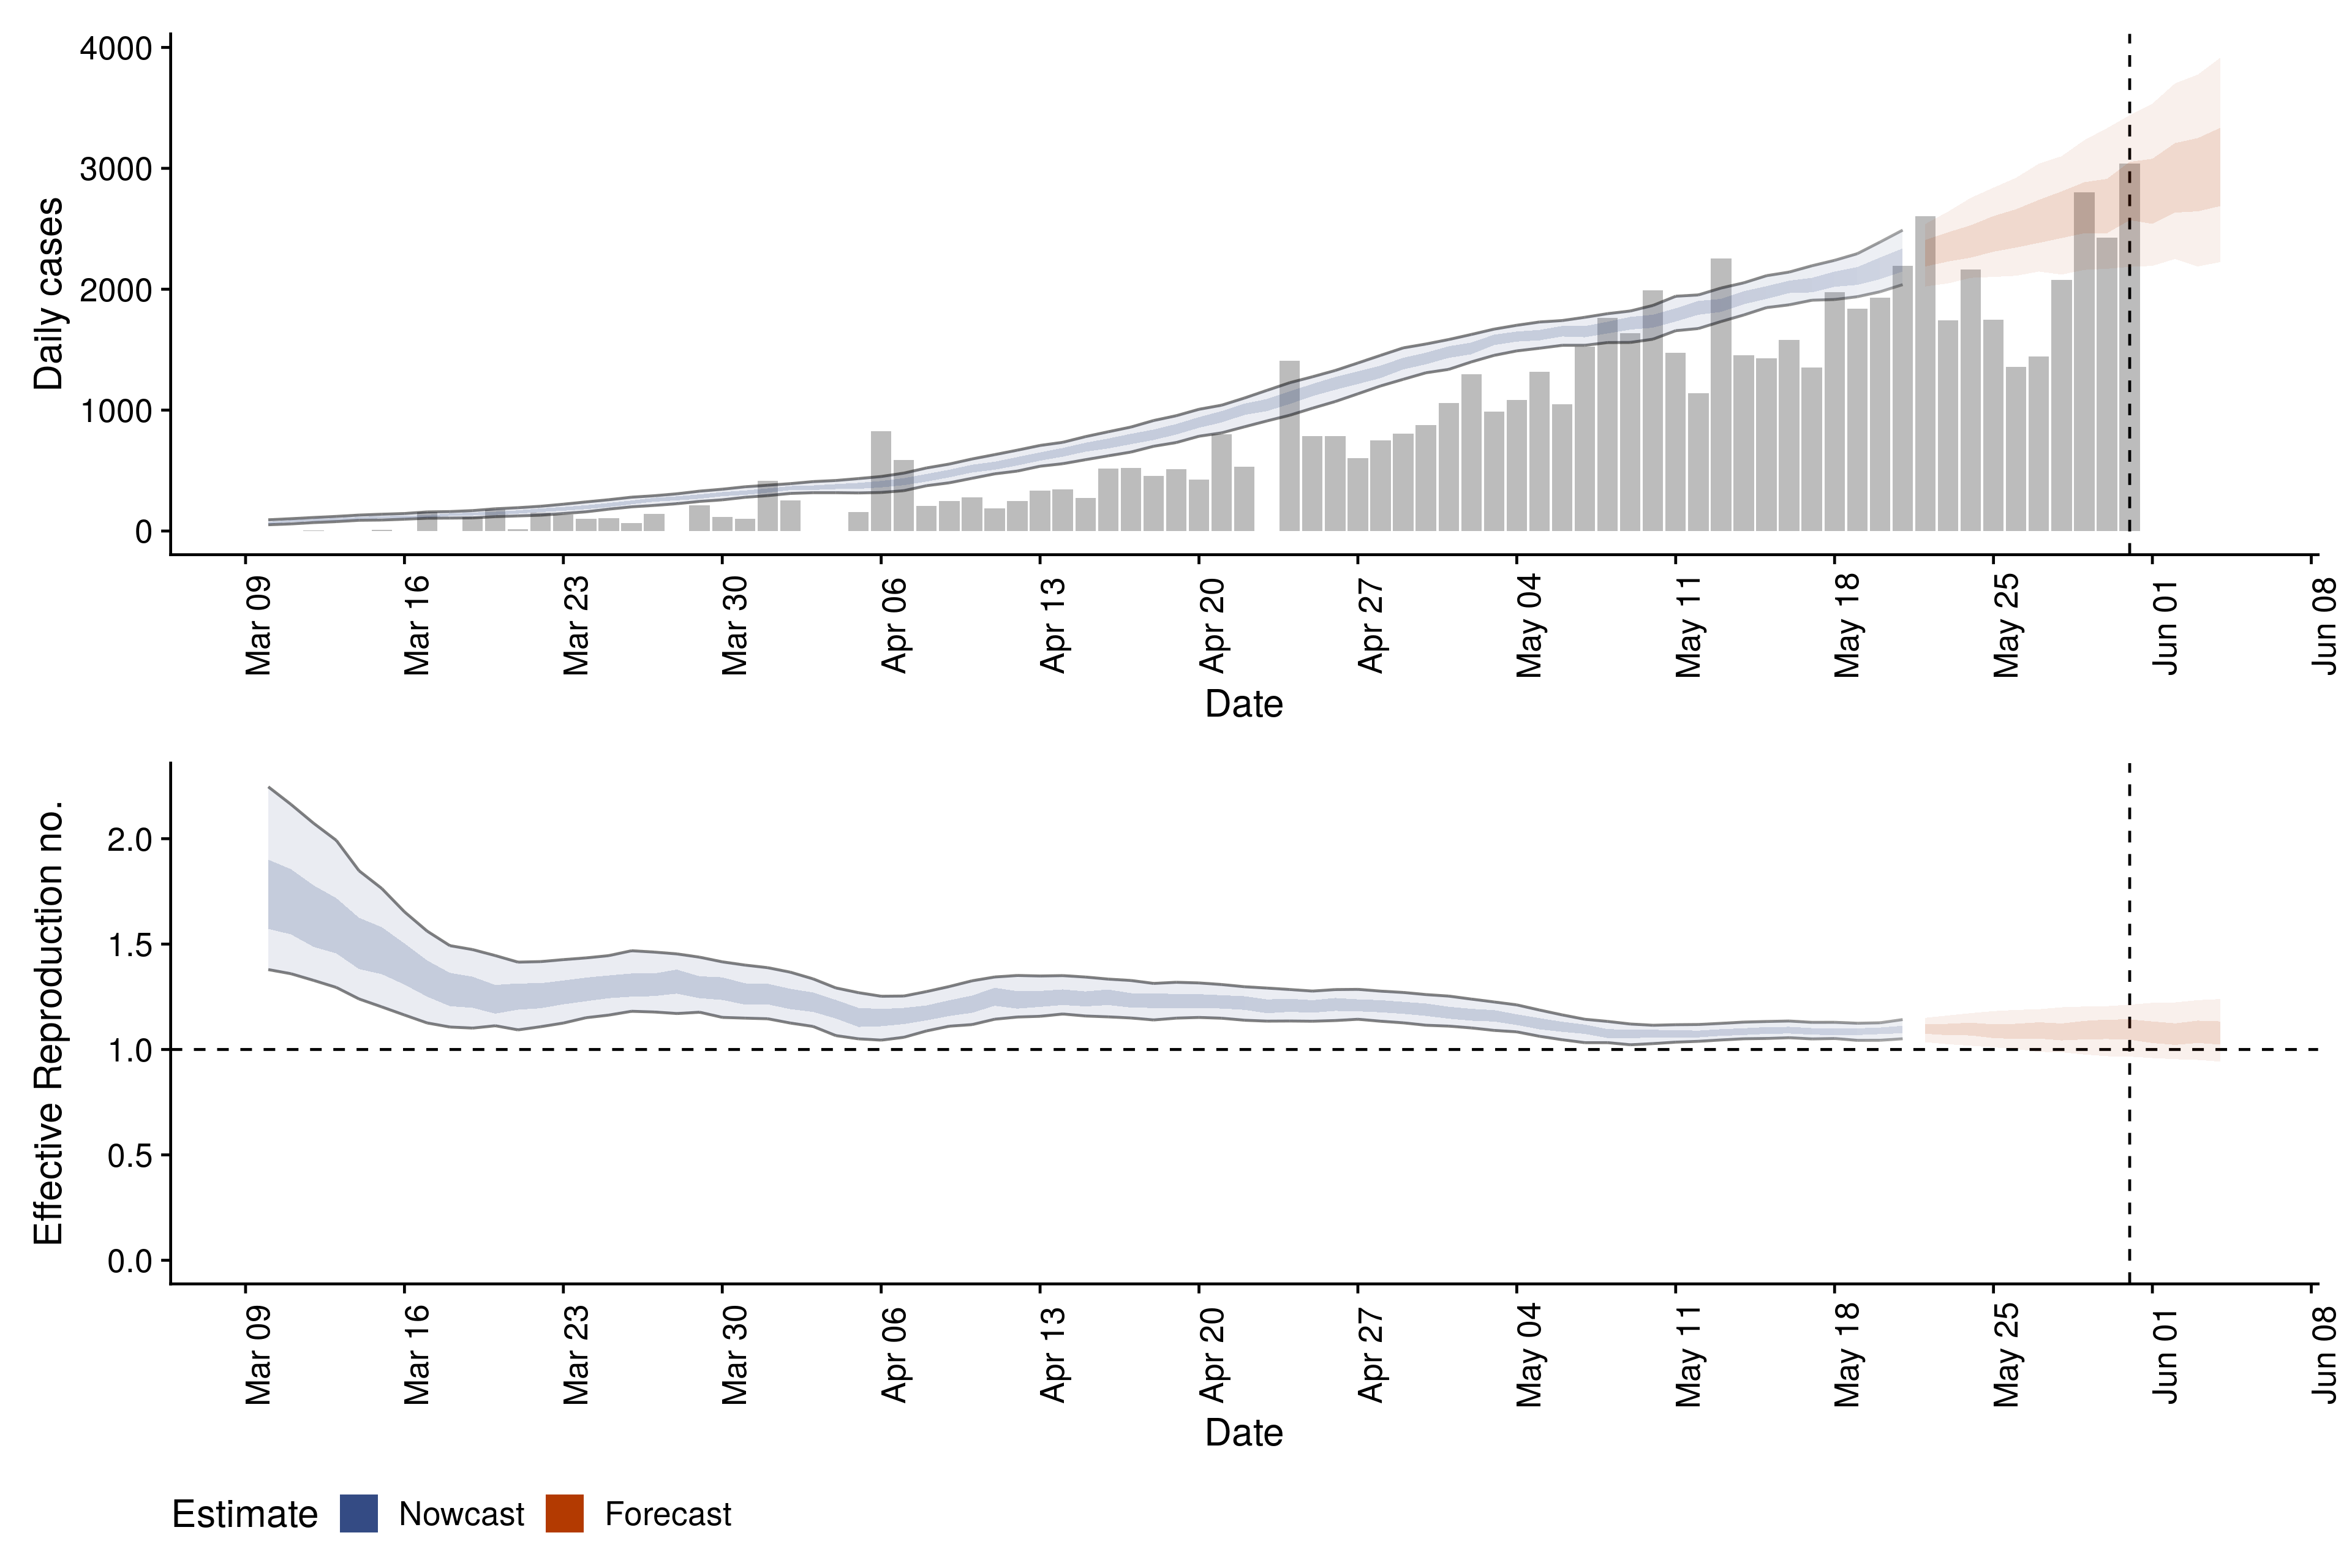 4000
3000
2000
1000
0
Daily cases
Mar 09
Mar 16
Mar 23
Mar 30
Apr 06
Apr 13
Apr 20
Apr 27
May 04
May 11
May 18
May 25
Jun 01
Jun 08
Date
2.0
1.5
1.0
0.5
0.0
Effective Reproduction no.
Mar 09
Mar 16
Mar 23
Mar 30
Apr 06
Apr 13
Apr 20
Apr 27
May 04
May 11
May 18
May 25
Jun 01
Jun 08
Date
Estimate Nowcast Forecast